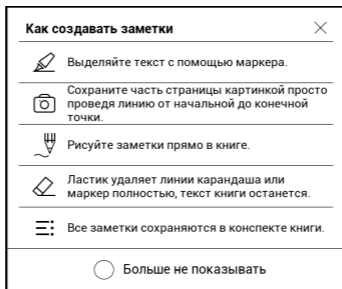 Как создавать заметки
Выделяйте текст с помощью маркера.
Сохраните часть страницы картинкой просто
проведя линию от начальной до конечной
точки.
Рисуйте заметки прямо в книге.
Ластик удаляет линии карандаша или
маркер полностью, текст книги останется.
Все заметки сохраняются в конспекте книги.
Больше не показывать